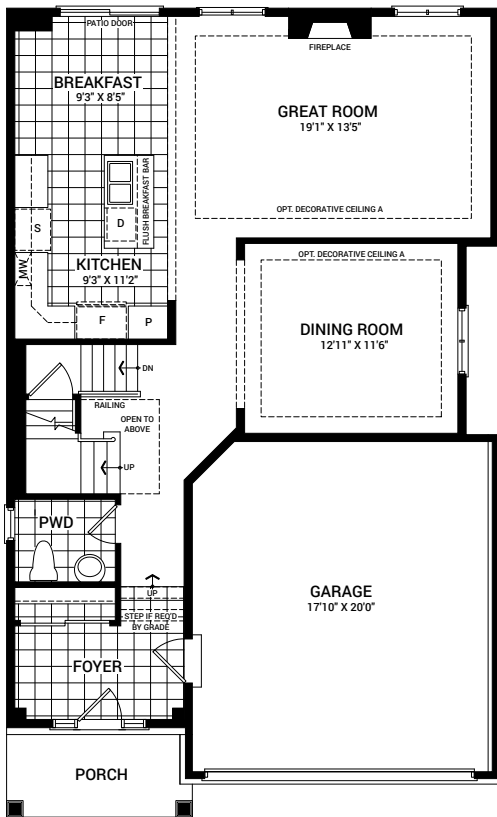 PATIO DOOR
FIREPLACE
BREAKFAST
9'3" X 8'5"
GREAT ROOM
19'1" X 13'5"
OPT. DECORATIVE CEILING A
FLUSH BREAKFAST BAR
D
S
MW
KITCHEN
9'3" X 11'2"
F
P
OPT. DECORATIVE CEILING A
DINING ROOM
12'11" X 11'6"
DN
RAILING
OPEN TO
ABOVE
UP
PWD
UP
STEP IF REQ'D
BY GRADE
GARAGE
17'10" X 20'0"
FOYER
PORCH